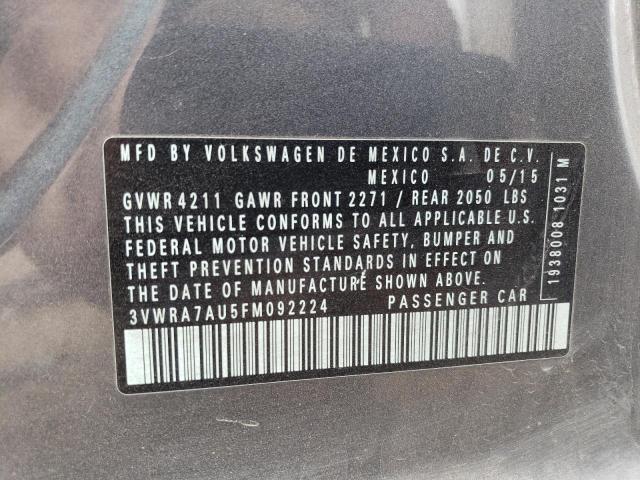 MFD BY VOLKSWAGEN DE MEXICO S.A. DE C.V.
MEXICO 05/15
GVWR 4211 GAWR FRONT 2271 / REAR 2050 LBS
THIS VEHICLE CONFORMS TO ALL APPLICABLE U.S.
FEDERAL MOTOR VEHICLE SAFETY, BUMPER AND
THEFT PREVENTION STANDARDS IN EFFECT ON
THE DATE OF MANUFACTURE SHOWN ABOVE.
3VWRA7AU5FM092224 PASSENGER CAR
1938008 1031 M